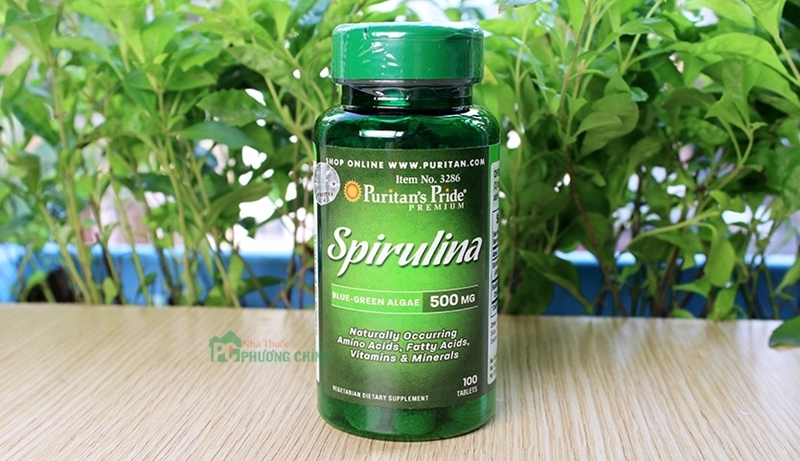 SHOP ONLINE WWW.PURITAN.COM
Item No. 3286
Puritan's Pride®
PREMIUM
Spirulina
BLUE-GREEN ALGAE 500 MG
Naturally Occurring
Amino Acids, Fatty Acids,
Vitamins & Minerals
100
TABLETS
VEGETARIAN DIETARY SUPPLEMENT
Nhà Thuốc
PHƯƠNG CHÍNH